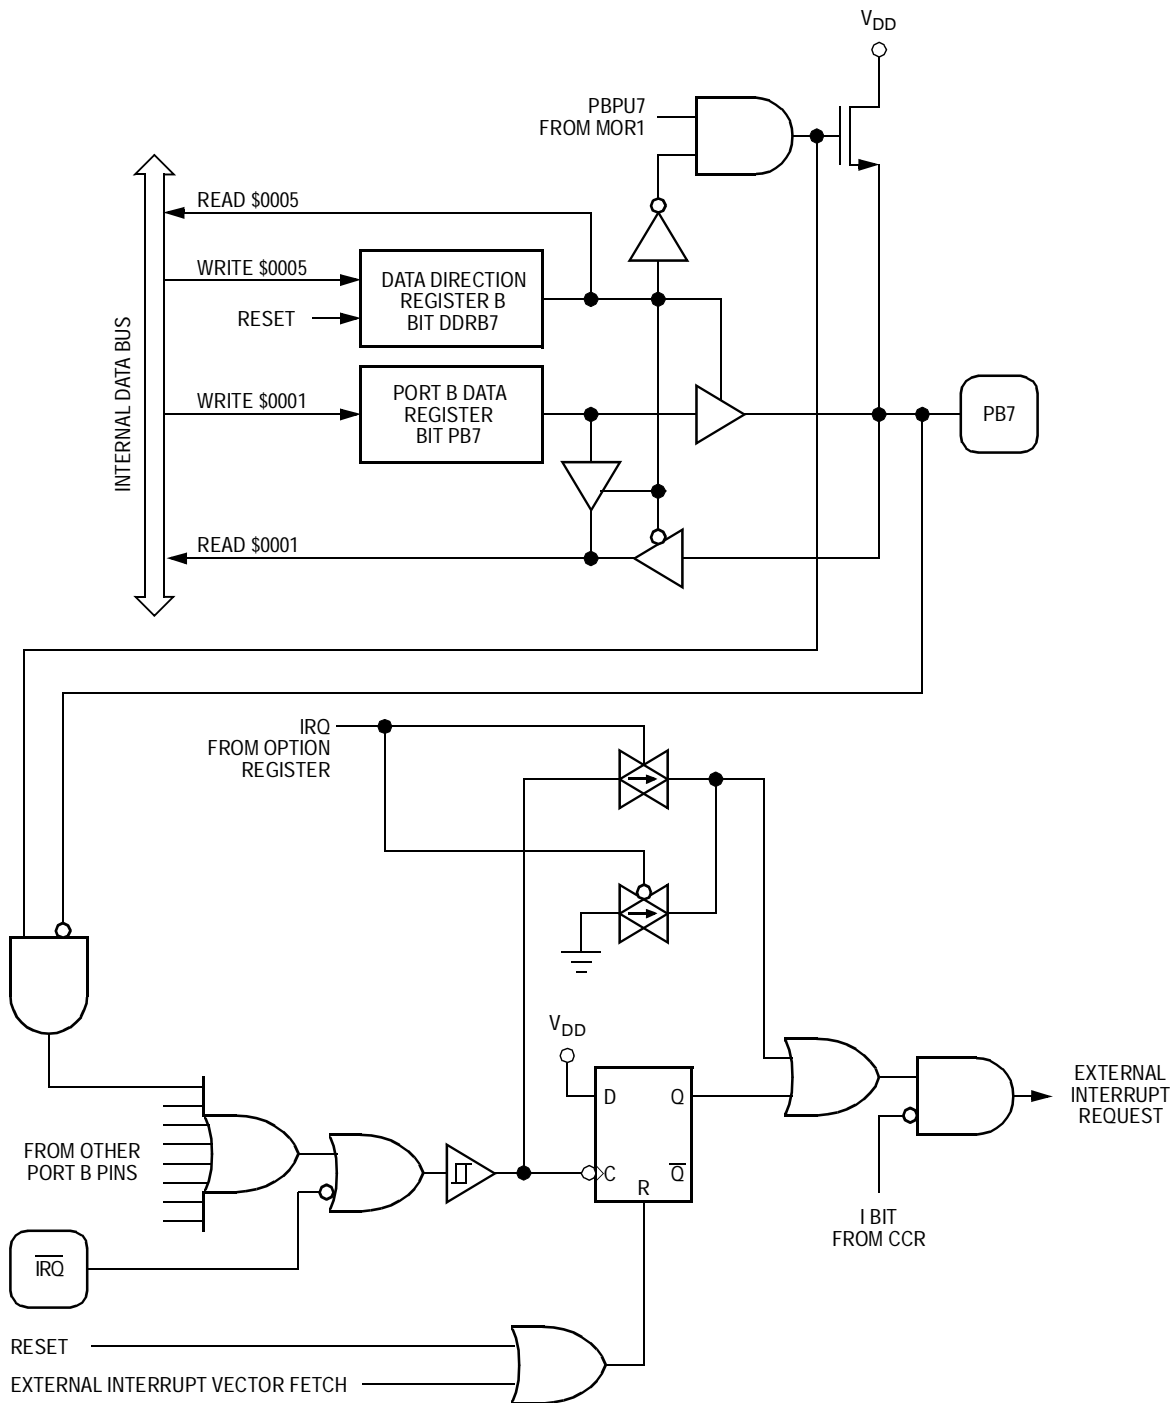 VDD
PBPU7
FROM MOR1
READ $0005
WRITE $0005
DATA DIRECTION
REGISTER B
BIT DDRB7
RESET
INTERNAL DATA BUS
WRITE $0001
PORT B DATA
REGISTER
BIT PB7
PB7
READ $0001
IRQ
FROM OPTION
REGISTER
VDD
D
Q
C
Q
R
EXTERNAL
INTERRUPT
REQUEST
FROM OTHER
PORT B PINS
I BIT
FROM CCR
IRQ
RESET
EXTERNAL INTERRUPT VECTOR FETCH